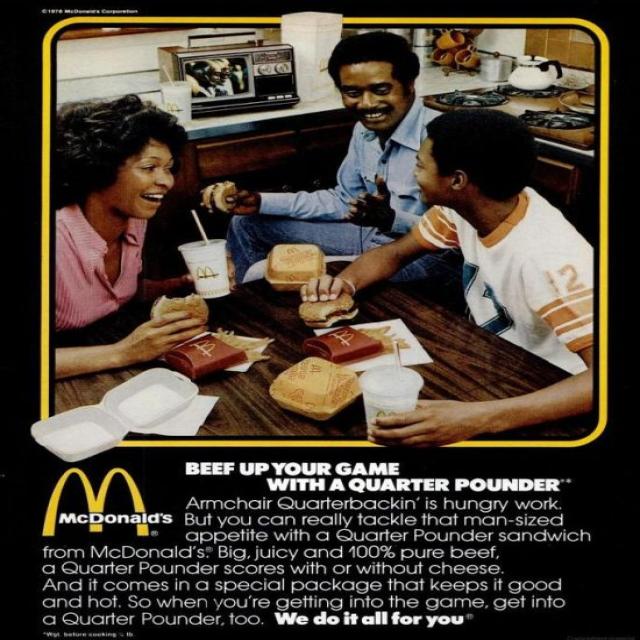 ©1978 McDonald's Corporation
12
BEEF UP YOUR GAME
WITH A QUARTER POUNDER**
McDonald's®
Armchair Quarterbackin' is hungry work.
But you can really tackle that man-sized
appetite with a Quarter Pounder sandwich
from McDonald's.® Big, juicy and 100% pure beef,
a Quarter Pounder scores with or without cheese.
And it comes in a special package that keeps it good
and hot. So when you're getting into the game, get into
a Quarter Pounder, too. We do it all for you®
*Wgt. before cooking ¼ lb.